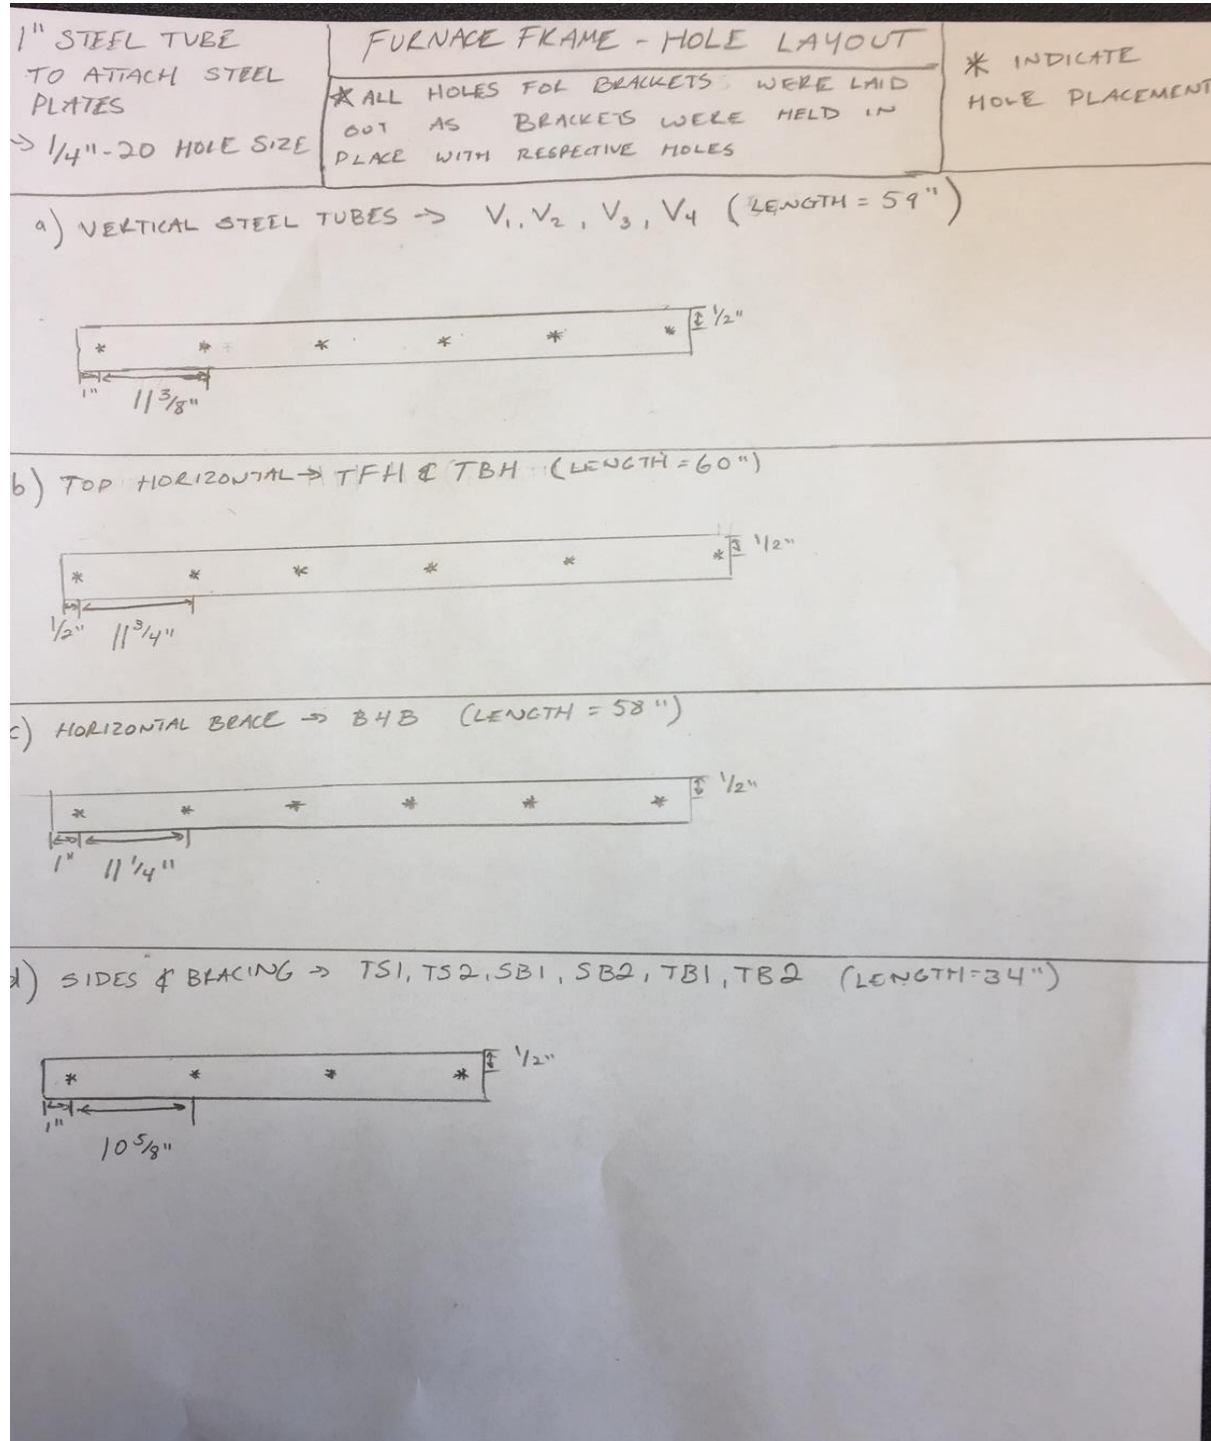 1" STEEL TUBE
TO ATTACH STEEL
PLATES
→ 1/4"-20 HOLE SIZE
FURNACE FRAME - HOLE LAYOUT
* ALL HOLES FOR BRACKETS WERE LAID
OUT AS BRACKETS WERE HELD IN
PLACE WITH RESPECTIVE HOLES
* INDICATE
HOLE PLACEMENT
a) VERTICAL STEEL TUBES → V1, V2, V3, V4 (LENGTH = 59")
1/2"
1"
11 3/8"
b) TOP HORIZONTAL → TFH & TBH (LENGTH = 60")
1/2"
1/2" 11 3/4"
c) HORIZONTAL BRACE → BHB (LENGTH = 58")
1/2"
1" 11 1/4"
d) SIDES & BRACING → TS1, TS2, SB1, SB2, TB1, TB2 (LENGTH=34")
1/2"
1"
10 5/8"